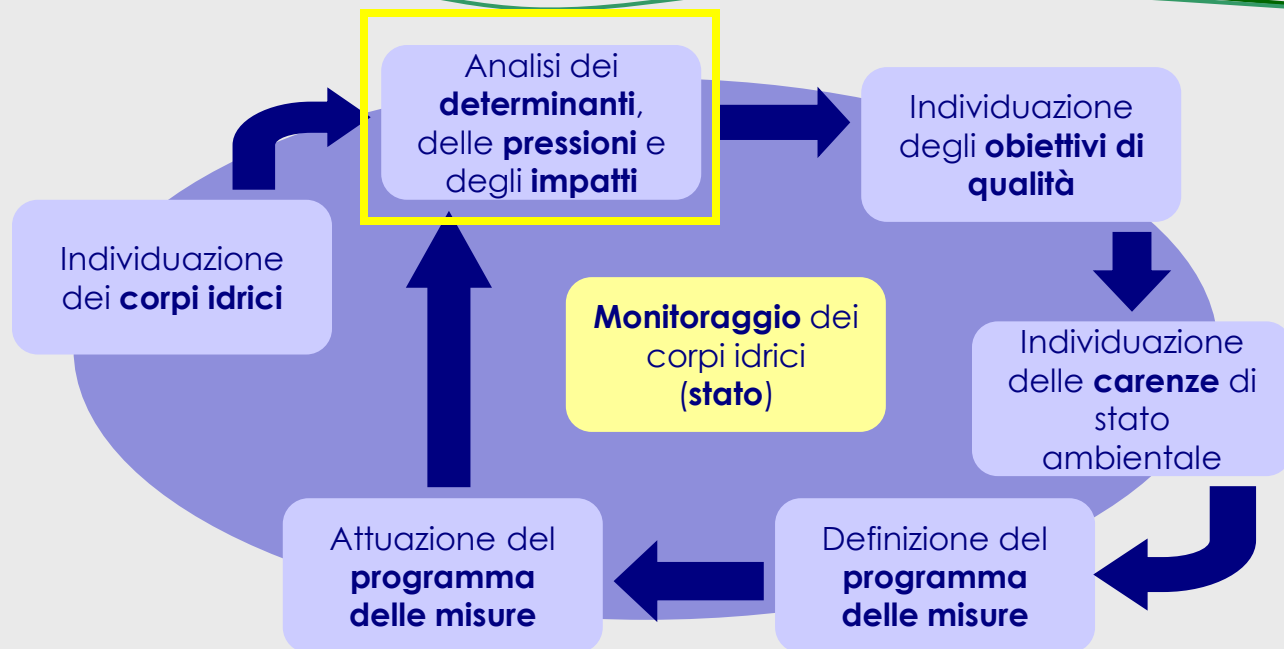 Analisi dei
determinanti,
delle pressioni e
degli impatti
Individuazione
degli obiettivi di
qualità
Individuazione
dei corpi idrici
Monitoraggio dei
corpi idrici
(stato)
Individuazione
delle carenze di
stato
ambientale
Attuazione del
programma
delle misure
Definizione del
programma
delle misure